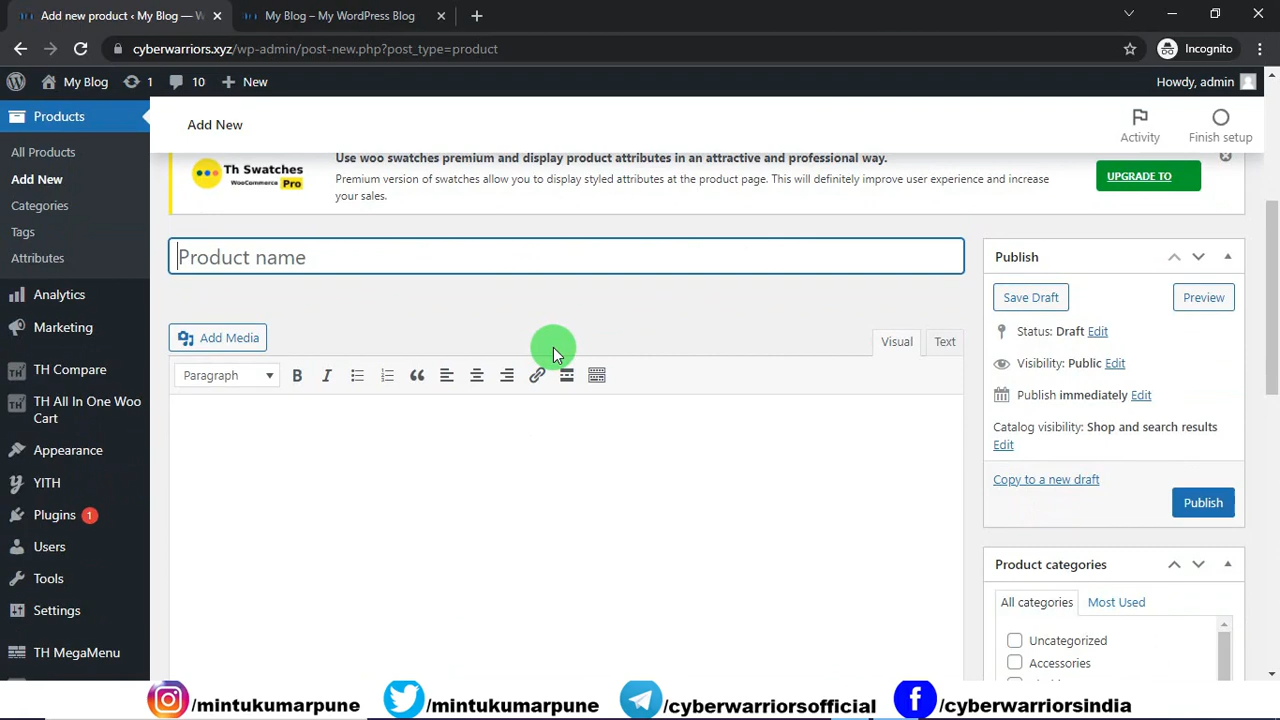 Add new product ‹ My Blog — W
My Blog – My WordPress Blog
cyberwarriors.xyz/wp-admin/post-new.php?post_type=product
Incognito
My Blog
1
10
New
Howdy, admin
Products
All Products
Add New
Categories
Tags
Attributes
Analytics
Marketing
TH Compare
TH All In One Woo
Cart
Appearance
YITH
Plugins 1
Users
Tools
Settings
TH MegaMenu
Add New
Activity
Finish setup
Th Swatches
WooCommerce Pro
Use woo swatches premium and display product attributes in an attractive and professional way.
Premium version of swatches allow you to display styled attributes at the product page. This will definitely improve user experience and increase
your sales.
UPGRADE TO
Product name
Add Media
Visual
Text
Paragraph
Publish
Save Draft
Preview
Status: Draft Edit
Visibility: Public Edit
Publish immediately Edit
Catalog visibility: Shop and search results
Edit
Copy to a new draft
Publish
Product categories
All categories
Most Used
Uncategorized
Accessories
/mintukumarpune
/mintukumarpune
/cyberwarriorsofficial
/cyberwarriorsindia